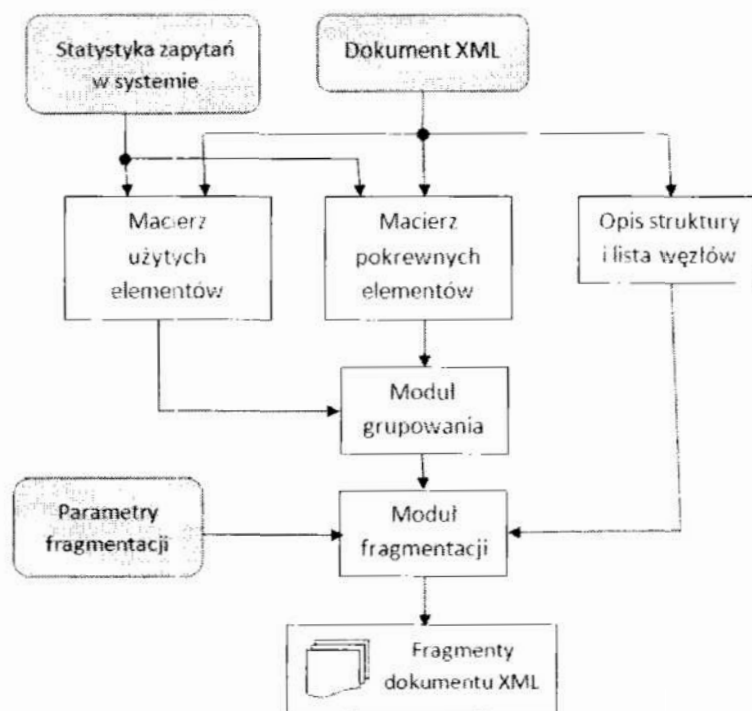 Statystyka zapytań
w systemie
Dokument XML
Macierz
użytych
elementów
Macierz
pokrewnych
elementów
Opis struktury
i lista węzłów
Moduł
grupowania
Parametry
fragmentacji
Moduł
fragmentacji
Fragmenty
dokumentu XML